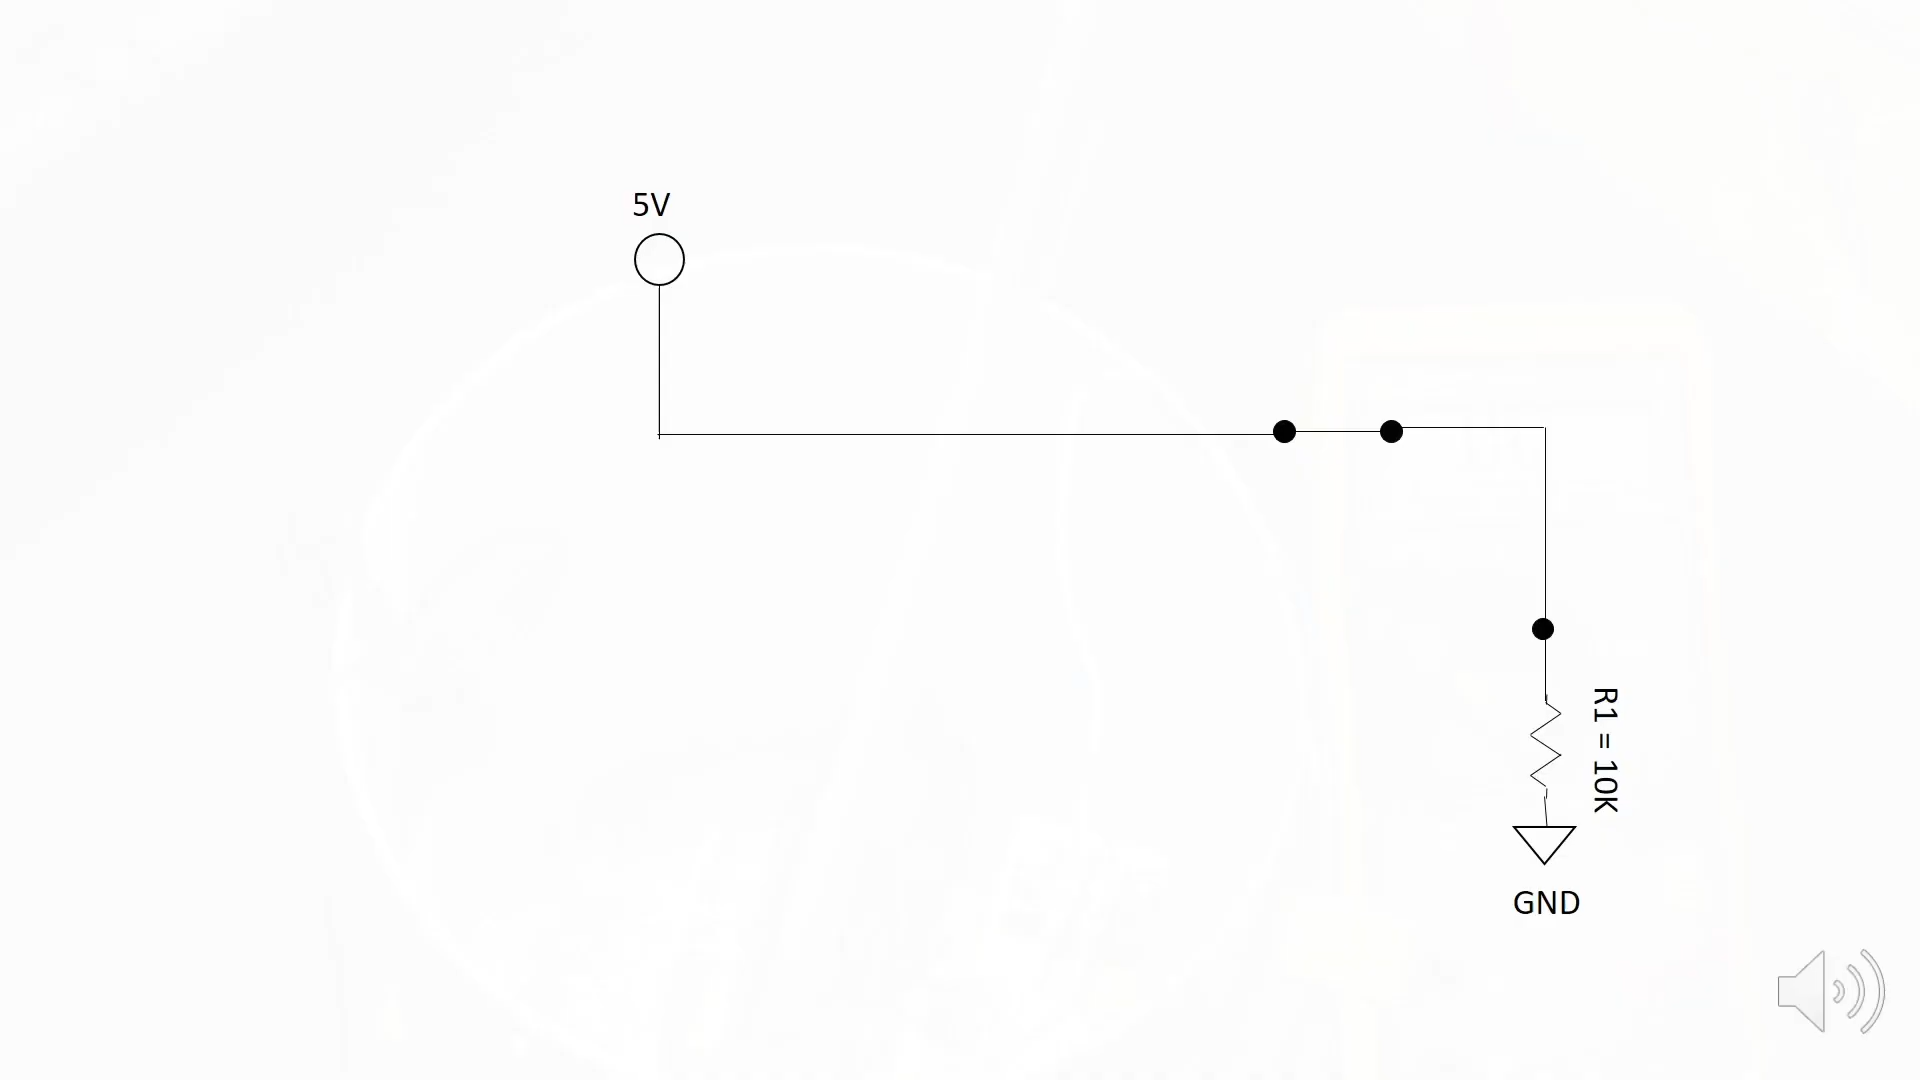 5V
R1 = 10K
GND